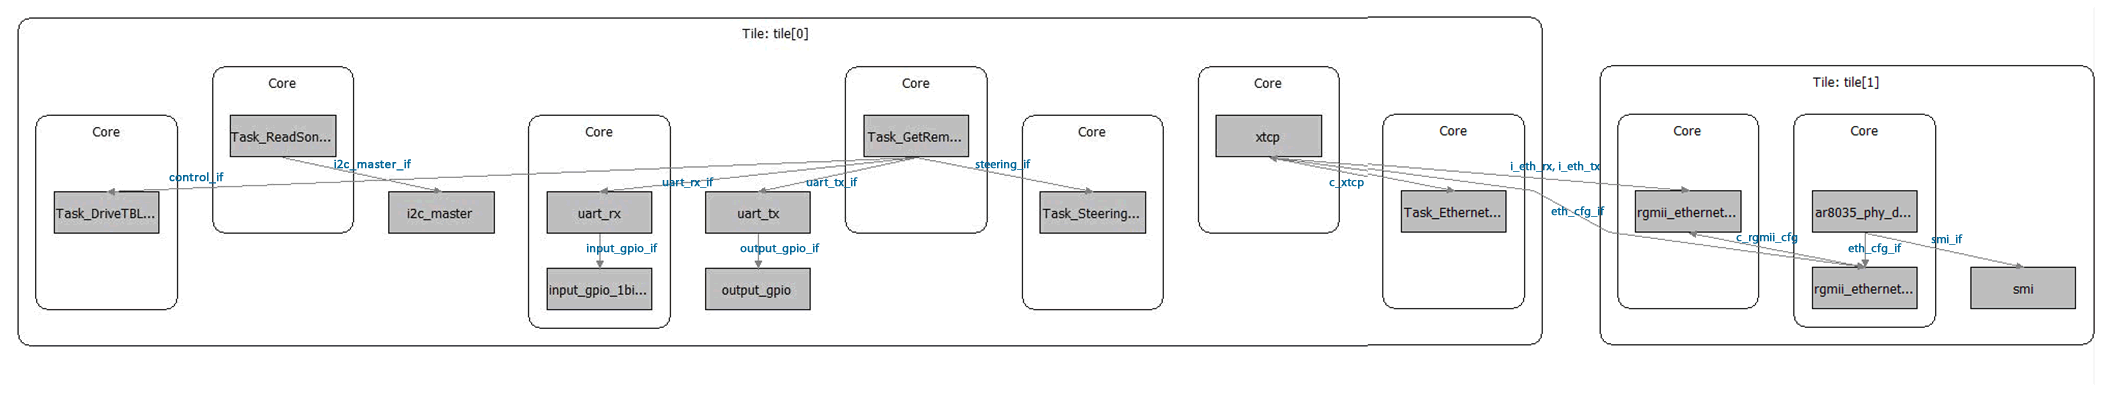 Tile: tile[0]
Tile: tile[1]
Core
Core
Core
Core
Core
Core
Core
Core
Core
Task_ReadSon...
Task_GetRem...
xtcp
i2c_master_if
steering_if
i_eth_rx, i_eth_tx
control_if
uart_rx_if
uart_tx_if
c_xtcp
Task_DriveTBL...
i2c_master
uart_rx
uart_tx
Task_Steering...
Task_Ethernet...
eth_cfg_if
rgmii_ethernet...
ar8035_phy_d...
input_gpio_if
output_gpio_if
c_rgmii_cfg
eth_cfg_if
smi_if
input_gpio_1bi...
output_gpio
rgmii_ethernet...
smi